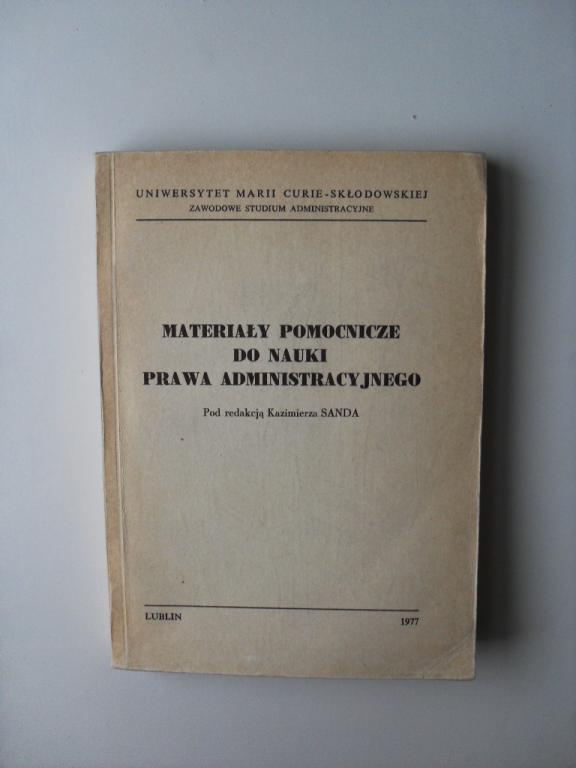 UNIWERSYTET MARII CURIE-SKŁODOWSKIEJ
ZAWODOWE STUDIUM ADMINISTRACYJNE
MATERIAŁY POMOCNICZE
DO NAUKI
PRAWA ADMINISTRACYJNEGO
Pod redakcją Kazimierza SANDA
LUBLIN 1977